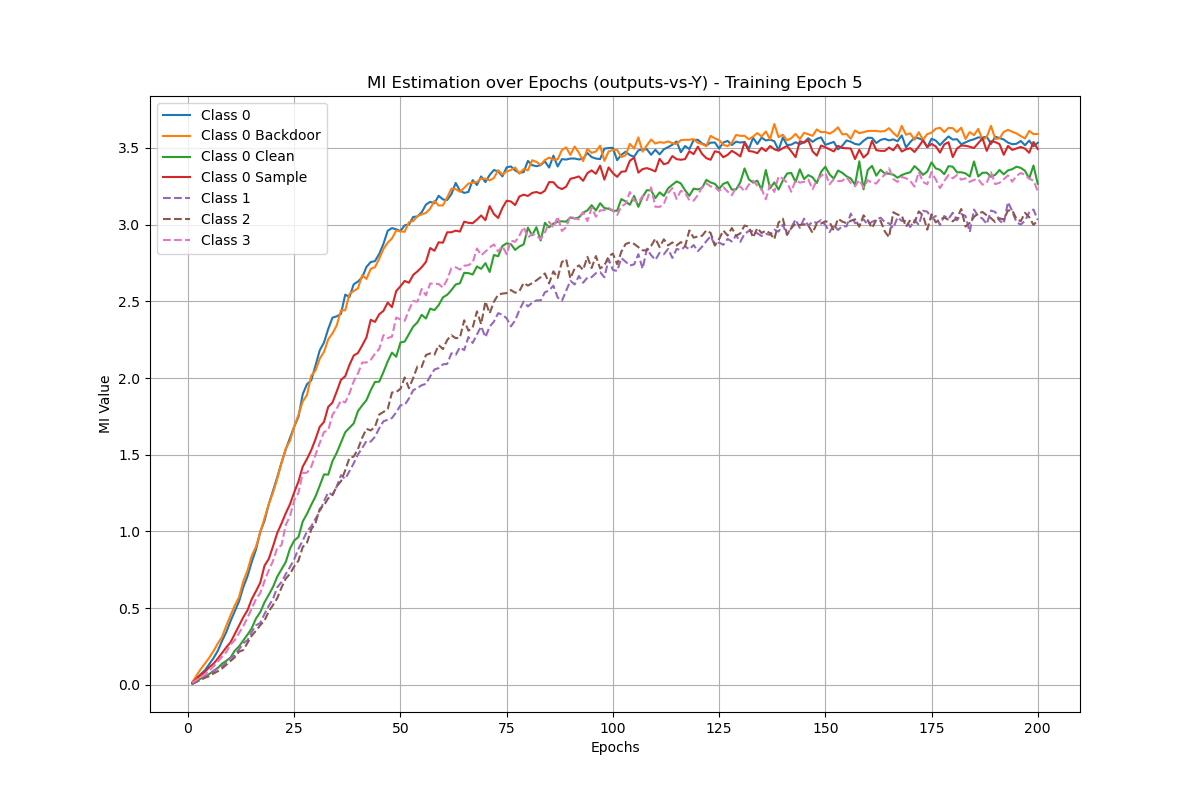 MI Estimation over Epochs (outputs-vs-Y) - Training Epoch 5
Class 0
Class 0 Backdoor
Class 0 Clean
Class 0 Sample
Class 1
Class 2
Class 3
MI Value
3.5
3.0
2.5
2.0
1.5
1.0
0.5
0.0
0 25 50 75 100 125 150 175 200
Epochs